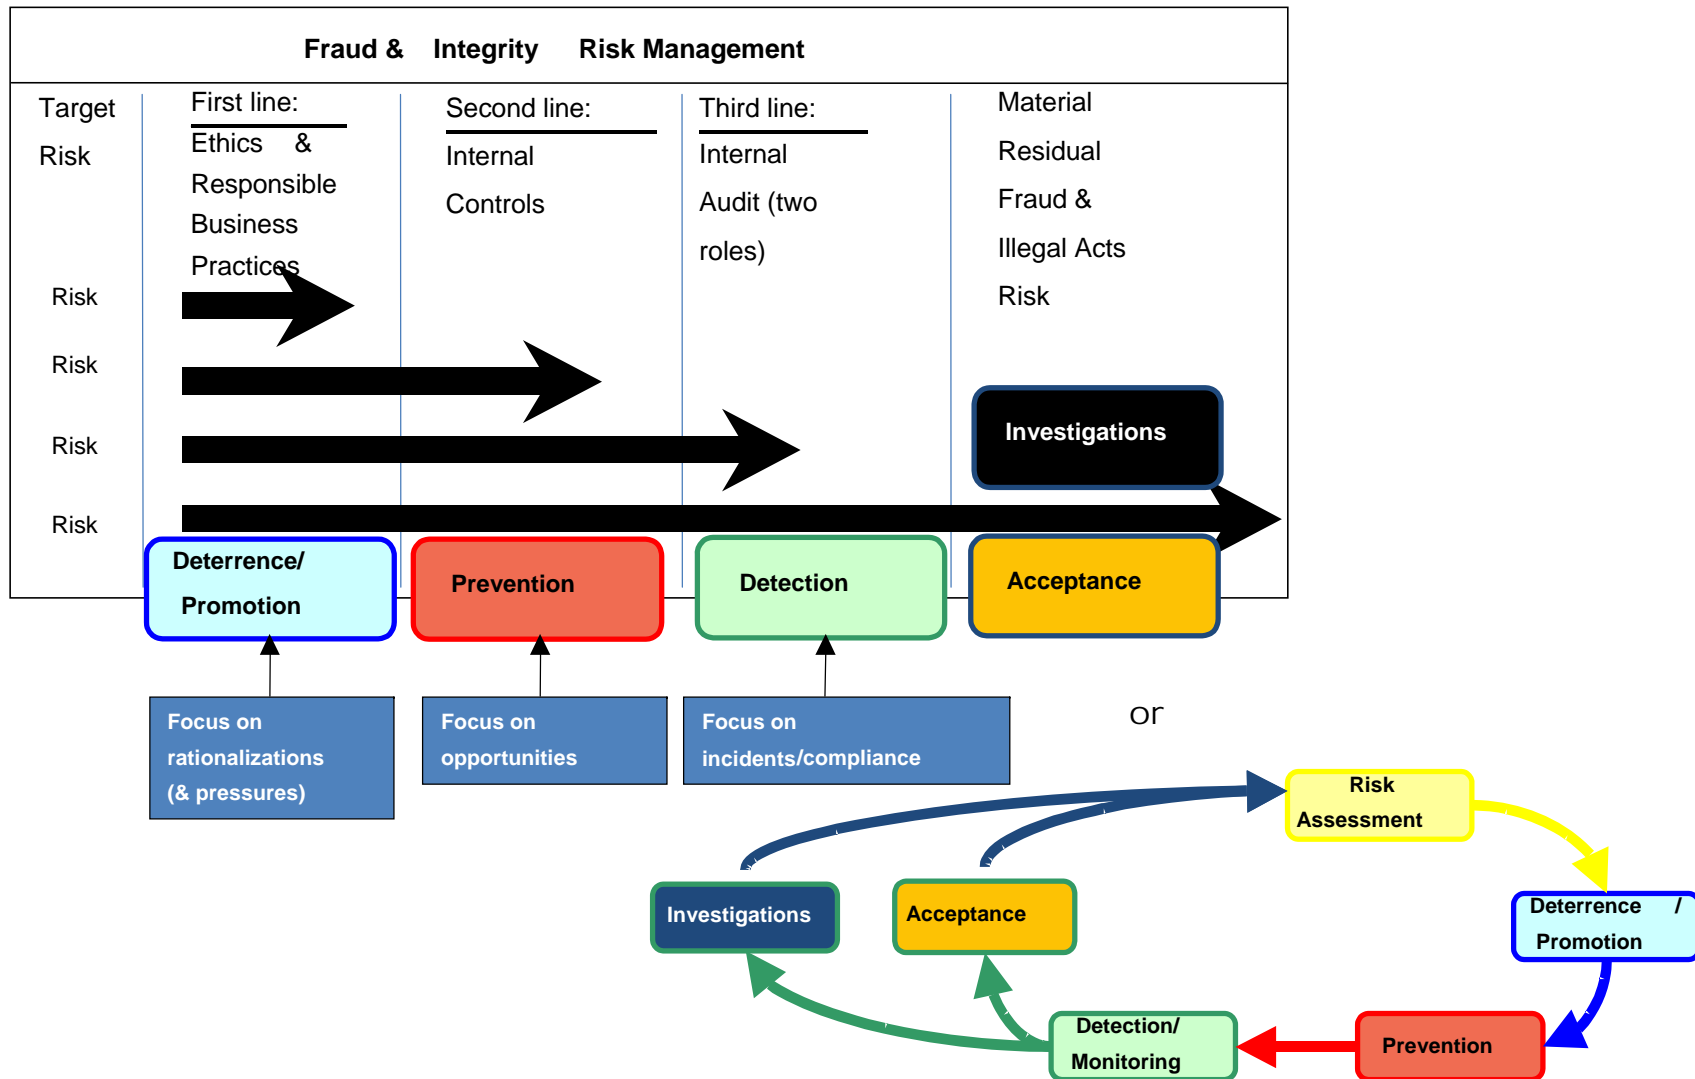 Fraud & Integrity Risk Management
Target
Risk
First line:
Ethics &
Responsible
Business
Practices
Second line:
Internal
Controls
Third line:
Internal
Audit (two
roles)
Material
Residual
Fraud &
Illegal Acts
Risk
Risk
Risk
Risk
Risk
Investigations
Deterrence/
Promotion
Prevention
Detection
Acceptance
Focus on
rationalizations
(& pressures)
Focus on
opportunities
Focus on
incidents/compliance
or
Risk
Assessment
Investigations
Acceptance
Deterrence /
Promotion
Detection/
Monitoring
Prevention